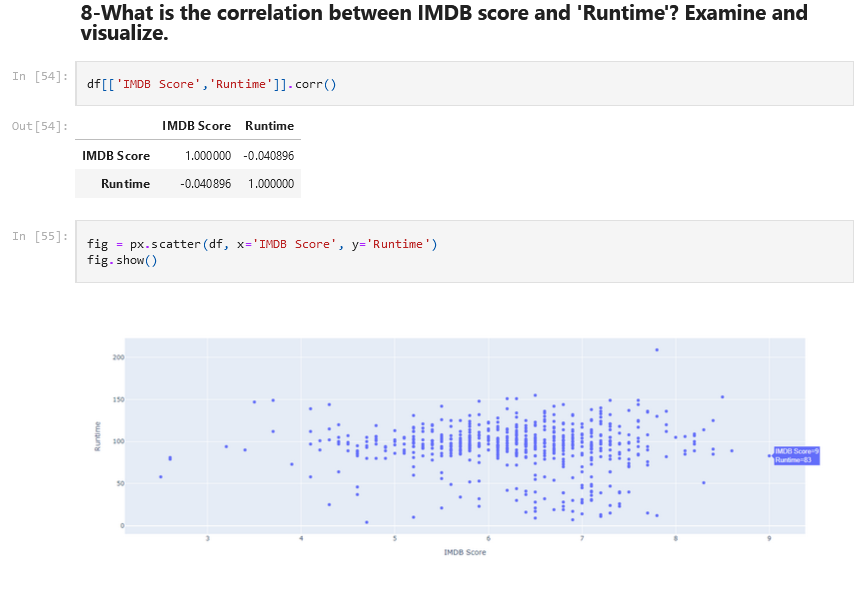 8-What is the correlation between IMDB score and 'Runtime'? Examine and
visualize.
In [54]:
df[['IMDB Score','Runtime']].corr()
Out[54]:
IMDB Score Runtime
IMDB Score 1.000000 -0.040896
Runtime -0.040896 1.000000
In [55]:
fig = px.scatter(df, x='IMDB Score', y='Runtime')
fig.show()
200
150
100
50
0
Runtime
IMDB Score=9
Runtime=83
3 4 5 6 7 8 9
IMDB Score